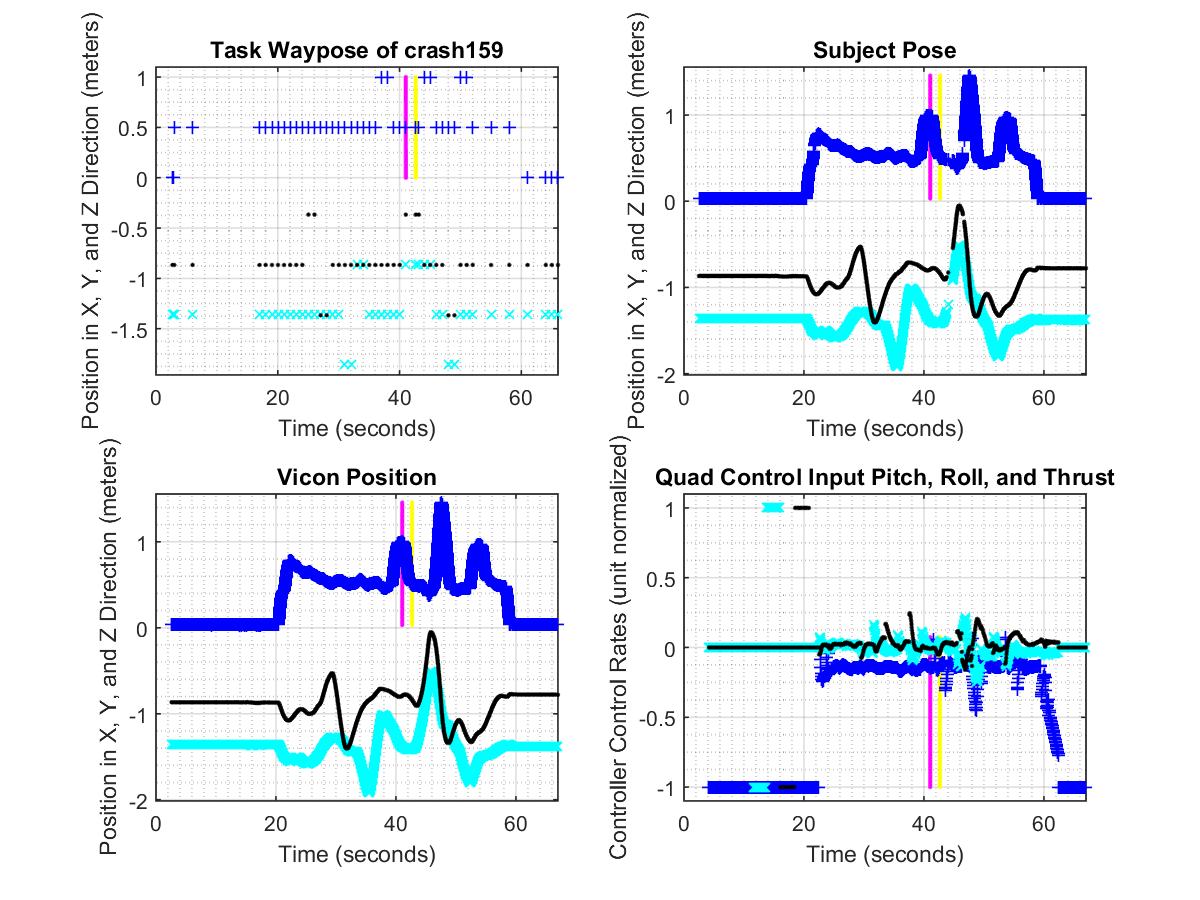 Task Waypose of crash159
Position in X, Y, and Z Direction (meters)
1
0.5
0
-0.5
-1
-1.5
0
20
40
60
Time (seconds)
Subject Pose
Position in X, Y, and Z Direction (meters)
1
0
-1
-2
0
20
40
60
Time (seconds)
Vicon Position
Position in X, Y, and Z Direction (meters)
1
0
-1
-2
0
20
40
60
Time (seconds)
Quad Control Input Pitch, Roll, and Thrust
Controller Control Rates (unit normalized)
1
0.5
0
-0.5
-1
0
20
40
60
Time (seconds)